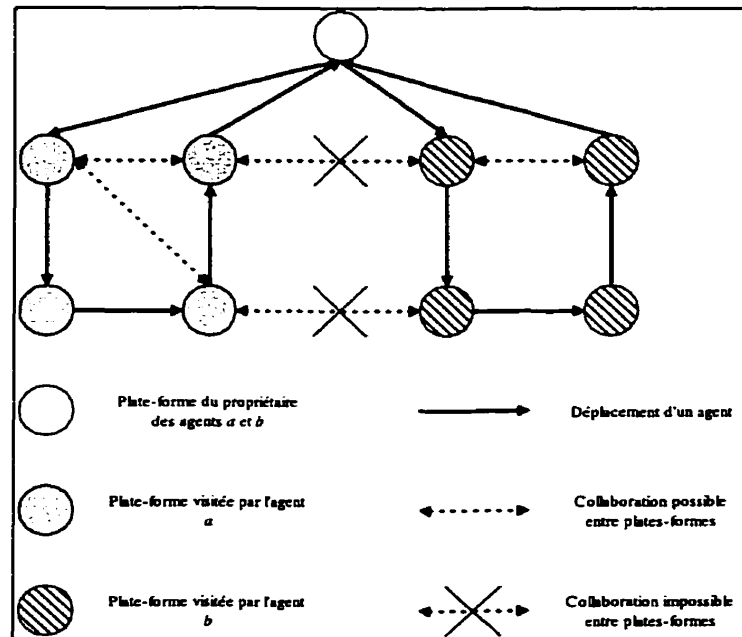 Plate-forme du propriétaire
des agents a et b
Déplacement d'un agent
Plate-forme visitée par l'agent
a
Collaboration possible
entre plates-formes
Plate-forme visitée par l'agent
b
Collaboration impossible
entre plates-formes